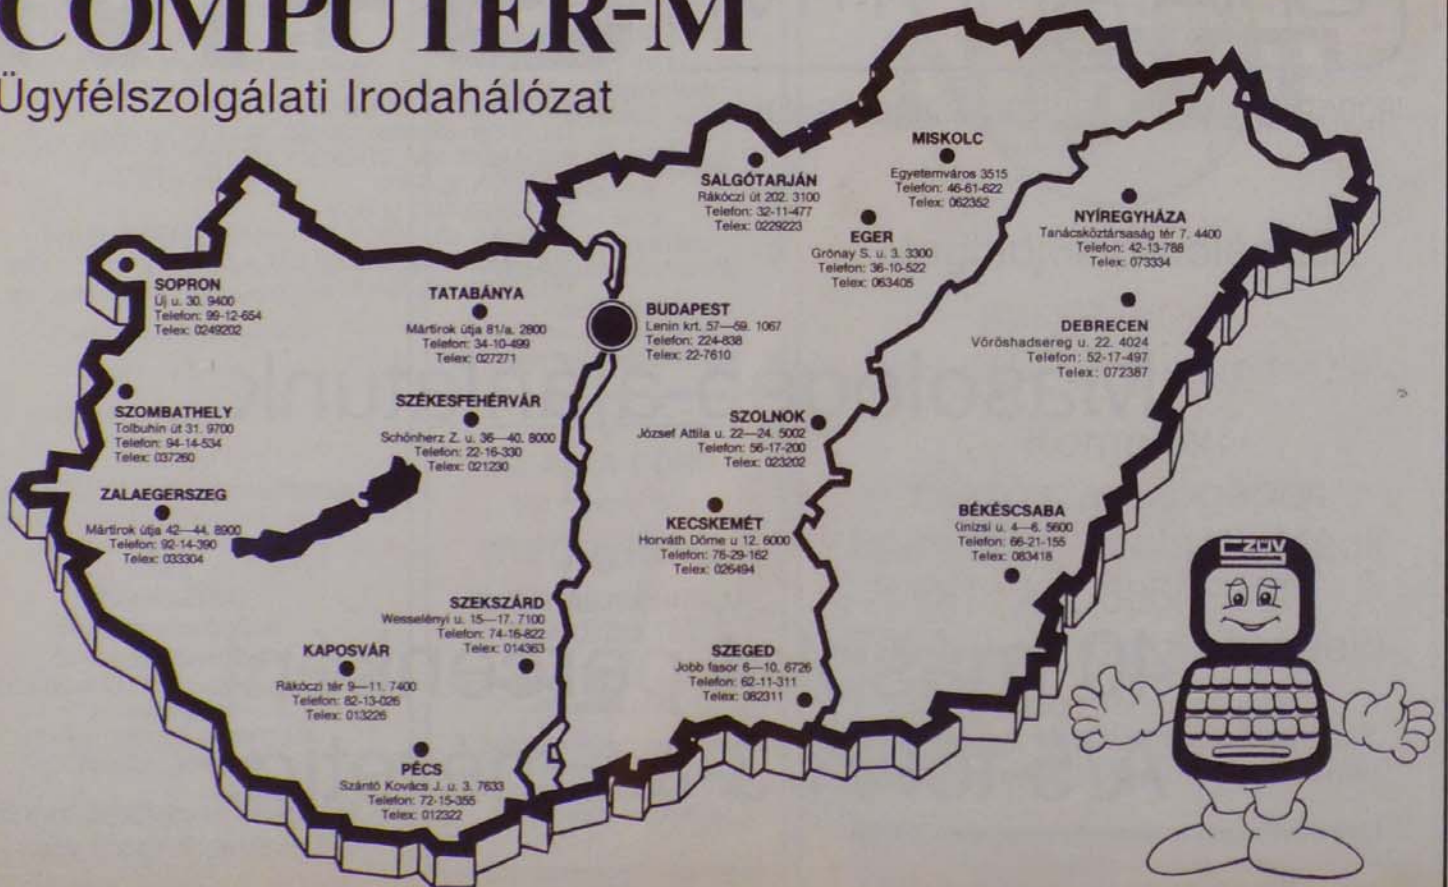 COMPUTER-M
Ügyfélszolgálati Irodahálózat
MISKOLC
Egyetemváros 3515
Telefon: 46-61-622
Telex: 062352
SALGÓTARJÁN
Rákóczi út 202. 3100
Telefon: 32-11-477
Telex: 0229223
NYÍREGYHÁZA
Tanácsköztársaság tér 7. 4400
Telefon: 42-13-788
Telex: 073334
EGER
Grónay S. u. 3. 3300
Telefon: 36-10-522
Telex: 063405
SOPRON
Új u. 30. 9400
Telefon: 99-12-654
Telex: 0249202
TATABÁNYA
Mártírok útja 81/a. 2800
Telefon: 34-10-499
Telex: 027271
BUDAPEST
Lenin krt. 57—59. 1067
Telefon: 224-838
Telex: 22-7610
DEBRECEN
Vöröshadsereg u. 22. 4024
Telefon: 52-17-497
Telex: 072387
SZOMBATHELY
Tolbuhin út 31. 9700
Telefon: 94-14-534
Telex: 037260
SZÉKESFEHÉRVÁR
Schönherz Z. u. 36—40. 8000
Telefon: 22-16-330
Telex: 021230
SZOLNOK
József Attila u. 22—24. 5002
Telefon: 56-17-200
Telex: 023202
ZALAEGERSZEG
Mártírok útja 42—44. 8900
Telefon: 92-14-390
Telex: 033304
KECSKEMÉT
Horváth Döme u 12. 6000
Telefon: 76-29-162
Telex: 026494
BÉKÉSCSABA
Kinizsi u. 4—6. 5600
Telefon: 66-21-155
Telex: 083418
SZEKSZÁRD
Wesselényi u. 15—17. 7100
Telefon: 74-16-822
Telex: 014363
KAPOSVÁR
Rákóczi tér 9—11. 7400
Telefon: 82-13-026
Telex: 013226
SZEGED
Jobb fasor 6—10. 6726
Telefon: 62-11-311
Telex: 082311
PÉCS
Szántó Kovács J. u. 3. 7633
Telefon: 72-15-355
Telex: 012322
SZÜV